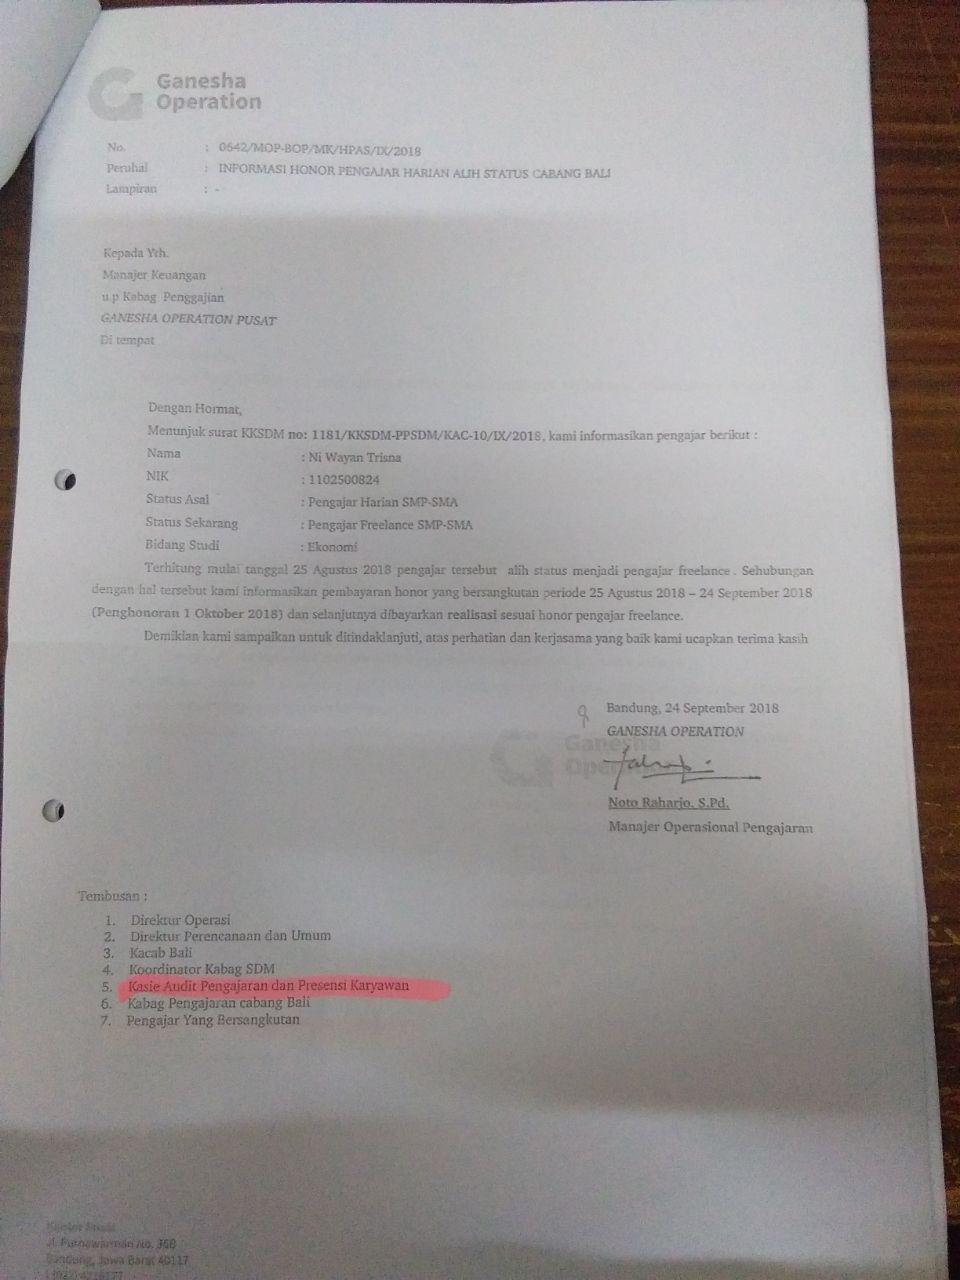 Ganesha
Operation
No. : 0642/MOP-BOP/MK/HPAS/IX/2018
Peruhal : INFORMASI HONOR PENGAJAR HARIAN ALIH STATUS CABANG BALI
Lampiran : -
Kepada Yth.
Manajer Keuangan
u.p Kabag Penggajian
GANESHA OPERATION PUSAT
Di tempat
Dengan Hormat,
Menunjuk surat KKSDM no: 1181/KKSDM-PPSDM/KAC-10/IX/2018, kami informasikan pengajar berikut :
Nama : Ni Wayan Trisna
NIK : 1102500824
Status Asal : Pengajar Harian SMP-SMA
Status Sekarang : Pengajar Freelance SMP-SMA
Bidang Studi : Ekonomi
Terhitung mulai tanggal 25 Agustus 2018 pengajar tersebut alih status menjadi pengajar freelance. Sehubungan
dengan hal tersebut kami informasikan pembayaran honor yang bersangkutan periode 25 Agustus 2018 – 24 September 2018
(Penghonoran 1 Oktober 2018) dan selanjutnya dibayarkan realisasi sesuai honor pengajar freelance.
Demikian kami sampaikan untuk ditindaklanjuti, atas perhatian dan kerjasama yang baik kami ucapkan terima kasih
Bandung, 24 September 2018
GANESHA OPERATION
Ganesha
Operation
Noto Raharjo, S.Pd.
Manajer Operasional Pengajaran
Tembusan :
1. Direktur Operasi
2. Direktur Perencanaan dan Umum
3. Kacab Bali
4. Koordinator Kabag SDM
5. Kasie Audit Pengajaran dan Presensi Karyawan
6. Kabag Pengajaran cabang Bali
7. Pengajar Yang Bersangkutan
Kantor Pusat
Jl. Purnawarman No. 36B
Bandung, Jawa Barat 40117